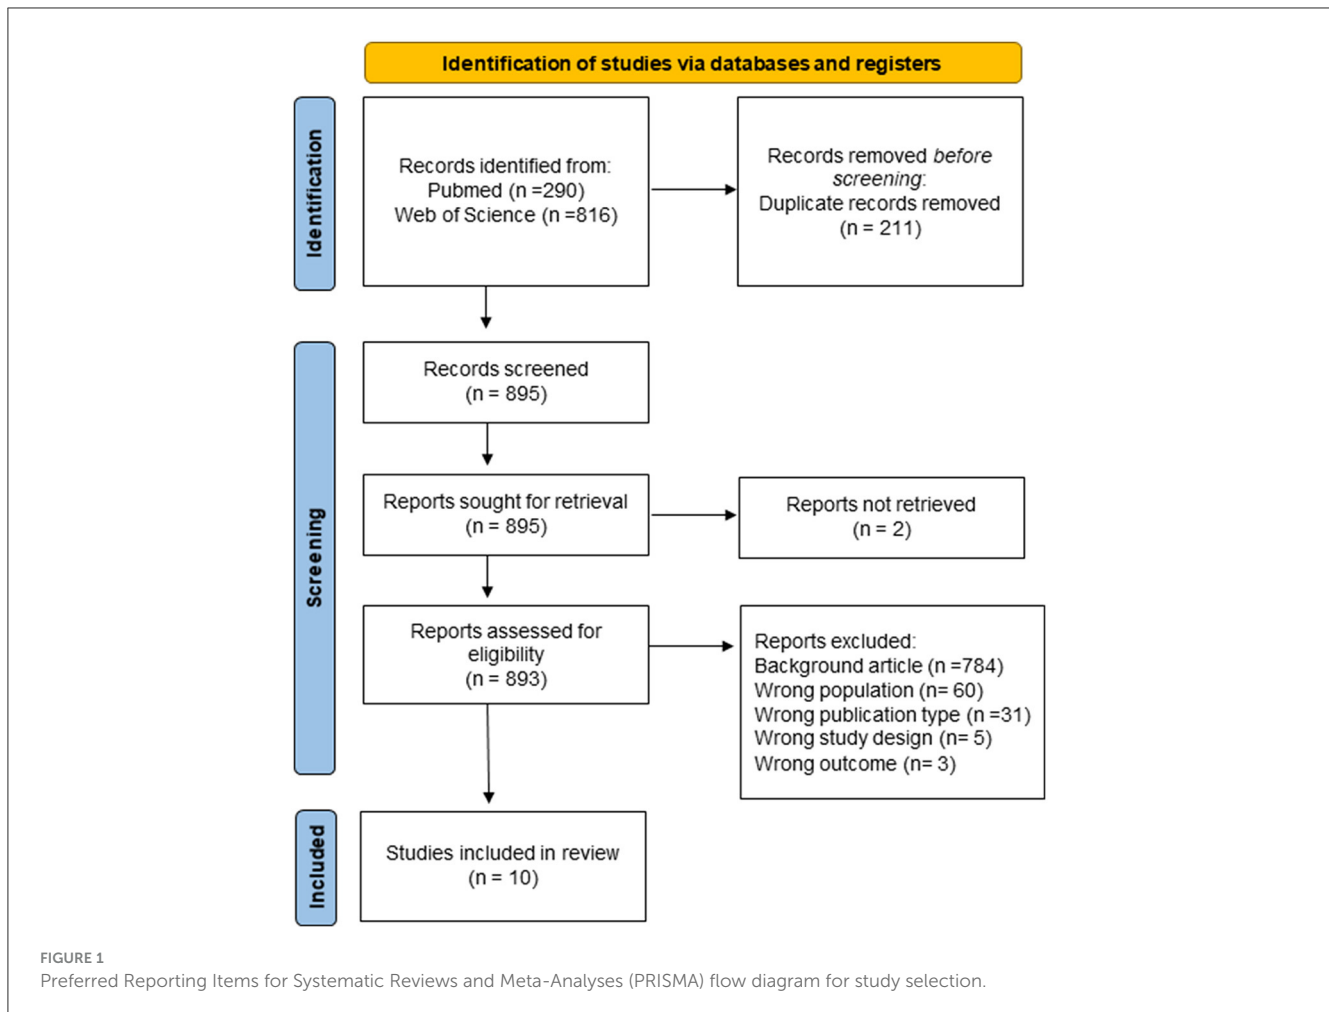 Identification of studies via databases and registers
Identification
Records identified from:
Pubmed (n =290)
Web of Science (n =816)
Records removed before
screening:
Duplicate records removed
(n = 211)
Screening
Records screened
(n = 895)
Reports sought for retrieval
(n = 895)
Reports not retrieved
(n = 2)
Reports assessed for
eligibility
(n = 893)
Reports excluded:
Background article (n =784)
Wrong population (n= 60)
Wrong publication type (n =31)
Wrong study design (n= 5)
Wrong outcome (n= 3)
Included
Studies included in review
(n = 10)
FIGURE 1
Preferred Reporting Items for Systematic Reviews and Meta-Analyses (PRISMA) flow diagram for study selection.